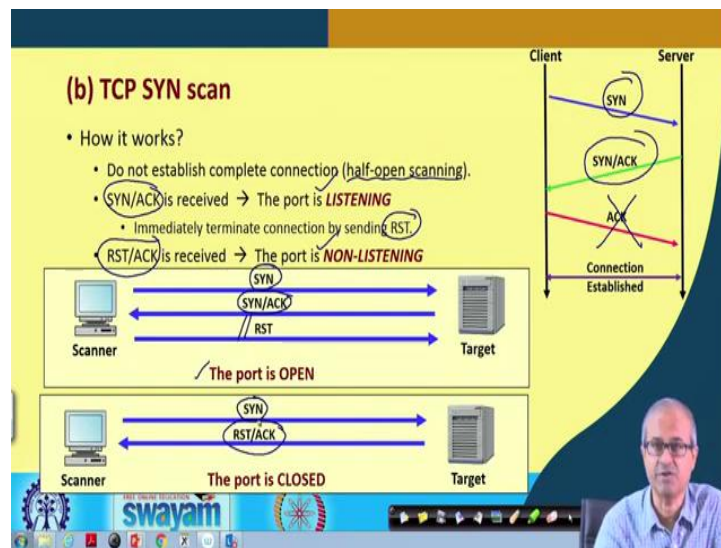 (b) TCP SYN scan
• How it works?
• Do not establish complete connection (half-open scanning).
• SYN/ACK is received → The port is LISTENING
• Immediately terminate connection by sending RST.
• RST/ACK is received → The port is NON-LISTENING
Client Server
SYN
SYN/ACK
ACK
Connection
Established
SYN
SYN/ACK
RST
Scanner Target
The port is OPEN
SYN
RST/ACK
Scanner Target
The port is CLOSED
FREE ONLINE EDUCATION
swayam